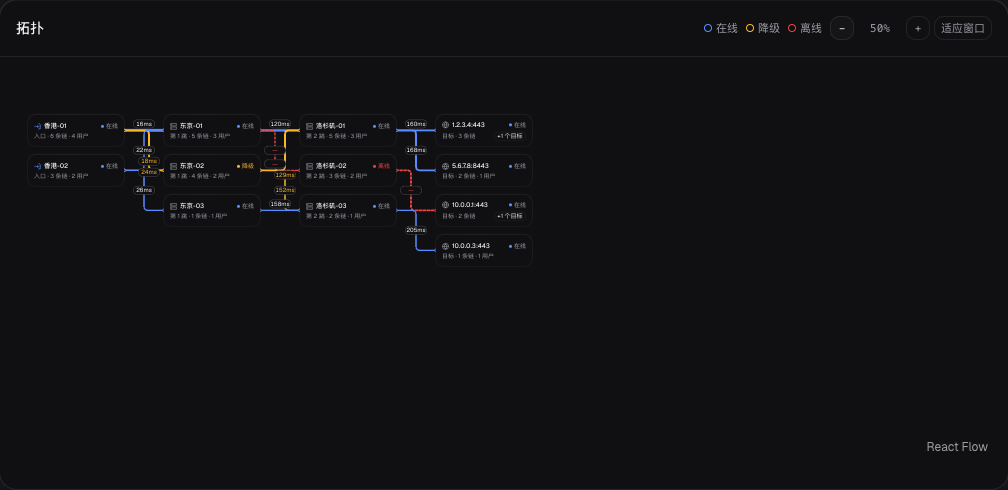 拓扑
在线 降级 离线 － 50% + 适应窗口
香港-01 在线
入口 · 6 条链 · 4 用户
香港-02 在线
入口 · 3 条链 · 2 用户
16ms
22ms
18ms
24ms
26ms
东京-01 在线
第 1 跳 · 5 条链 · 3 用户
东京-02 降级
第 1 跳 · 4 条链 · 2 用户
东京-03 在线
第 1 跳 · 1 条链 · 1 用户
120ms
—
—
129ms
152ms
158ms
洛杉矶-01 在线
第 2 跳 · 5 条链 · 3 用户
洛杉矶-02 离线
第 2 跳 · 3 条链 · 2 用户
洛杉矶-03 在线
第 2 跳 · 2 条链 · 1 用户
160ms
168ms
—
205ms
1.2.3.4:443 在线
目标 · 3 条链 +1 个目标
5.6.7.8:8443 在线
目标 · 2 条链 · 1 用户
10.0.0.1:443 在线
目标 · 2 条链 +1 个目标
10.0.0.3:443 在线
目标 · 1 条链 · 1 用户
React Flow